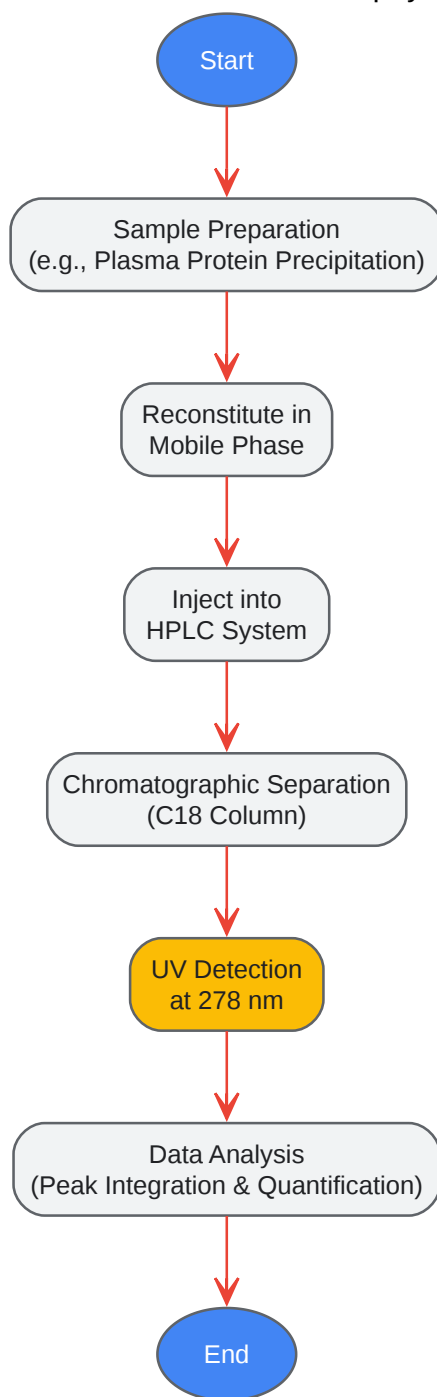 Start
Sample Preparation
(e.g., Plasma Protein Precipitation)
Reconstitute in
Mobile Phase
Inject into
HPLC System
Chromatographic Separation
(C18 Column)
UV Detection
at 278 nm
Data Analysis
(Peak Integration & Quantification)
End